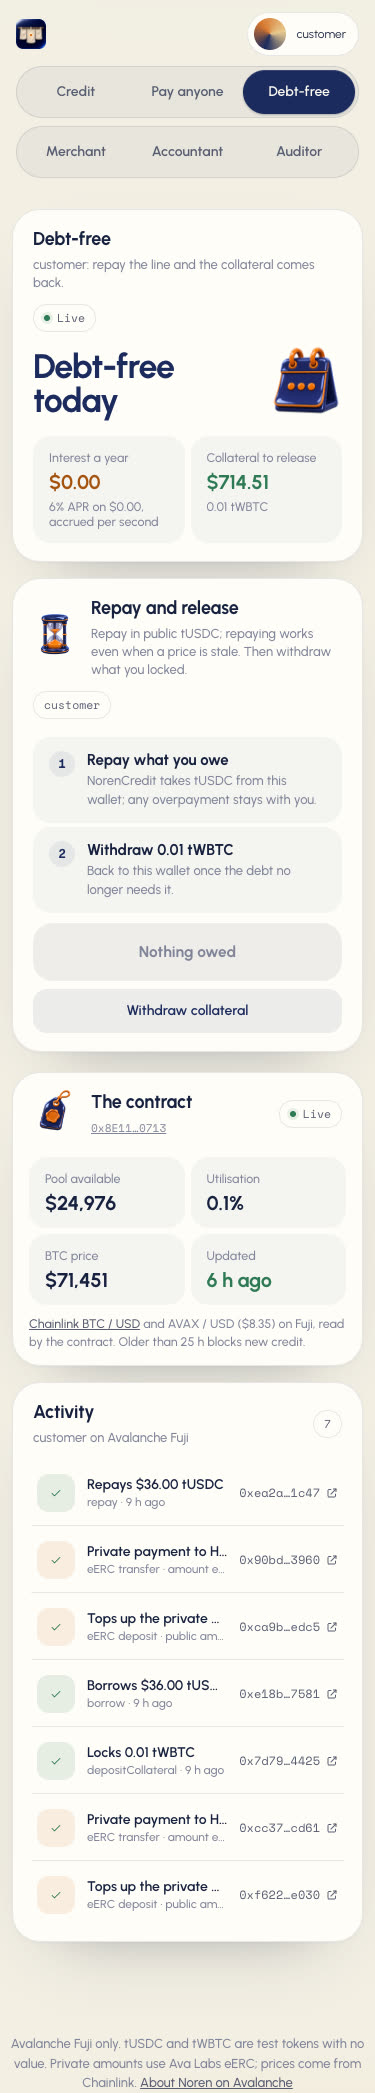 customer
Credit
Pay anyone
Debt-free
Merchant
Accountant
Auditor
Debt-free
customer: repay the line and the collateral comes
back.
Live
Debt-free
today
Interest a year
$0.00
6% APR on $0.00,
accrued per second
Collateral to release
$714.51
0.01 tWBTC
Repay and release
Repay in public tUSDC; repaying works
even when a price is stale. Then withdraw
what you locked.
customer
1
Repay what you owe
NorenCredit takes tUSDC from this
wallet; any overpayment stays with you.
2
Withdraw 0.01 tWBTC
Back to this wallet once the debt no
longer needs it.
Nothing owed
Withdraw collateral
The contract
0x8E11…0713
Live
Pool available
$24,976
Utilisation
0.1%
BTC price
$71,451
Updated
6 h ago
Chainlink BTC / USD and AVAX / USD ($8.35) on Fuji, read
by the contract. Older than 25 h blocks new credit.
Activity
customer on Avalanche Fuji
7
Repays $36.00 tUSDC
repay · 9 h ago
0xea2a…1c47
Private payment to H…
eERC transfer · amount e…
0x90bd…3960
Tops up the private …
eERC deposit · public am…
0xca9b…edc5
Borrows $36.00 tUS…
borrow · 9 h ago
0xe18b…7581
Locks 0.01 tWBTC
depositCollateral · 9 h ago
0x7d79…4425
Private payment to H…
eERC transfer · amount e…
0xcc37…cd61
Tops up the private …
eERC deposit · public am…
0xf622…e030
Avalanche Fuji only. tUSDC and tWBTC are test tokens with no
value. Private amounts use Ava Labs eERC; prices come from
Chainlink. About Noren on Avalanche